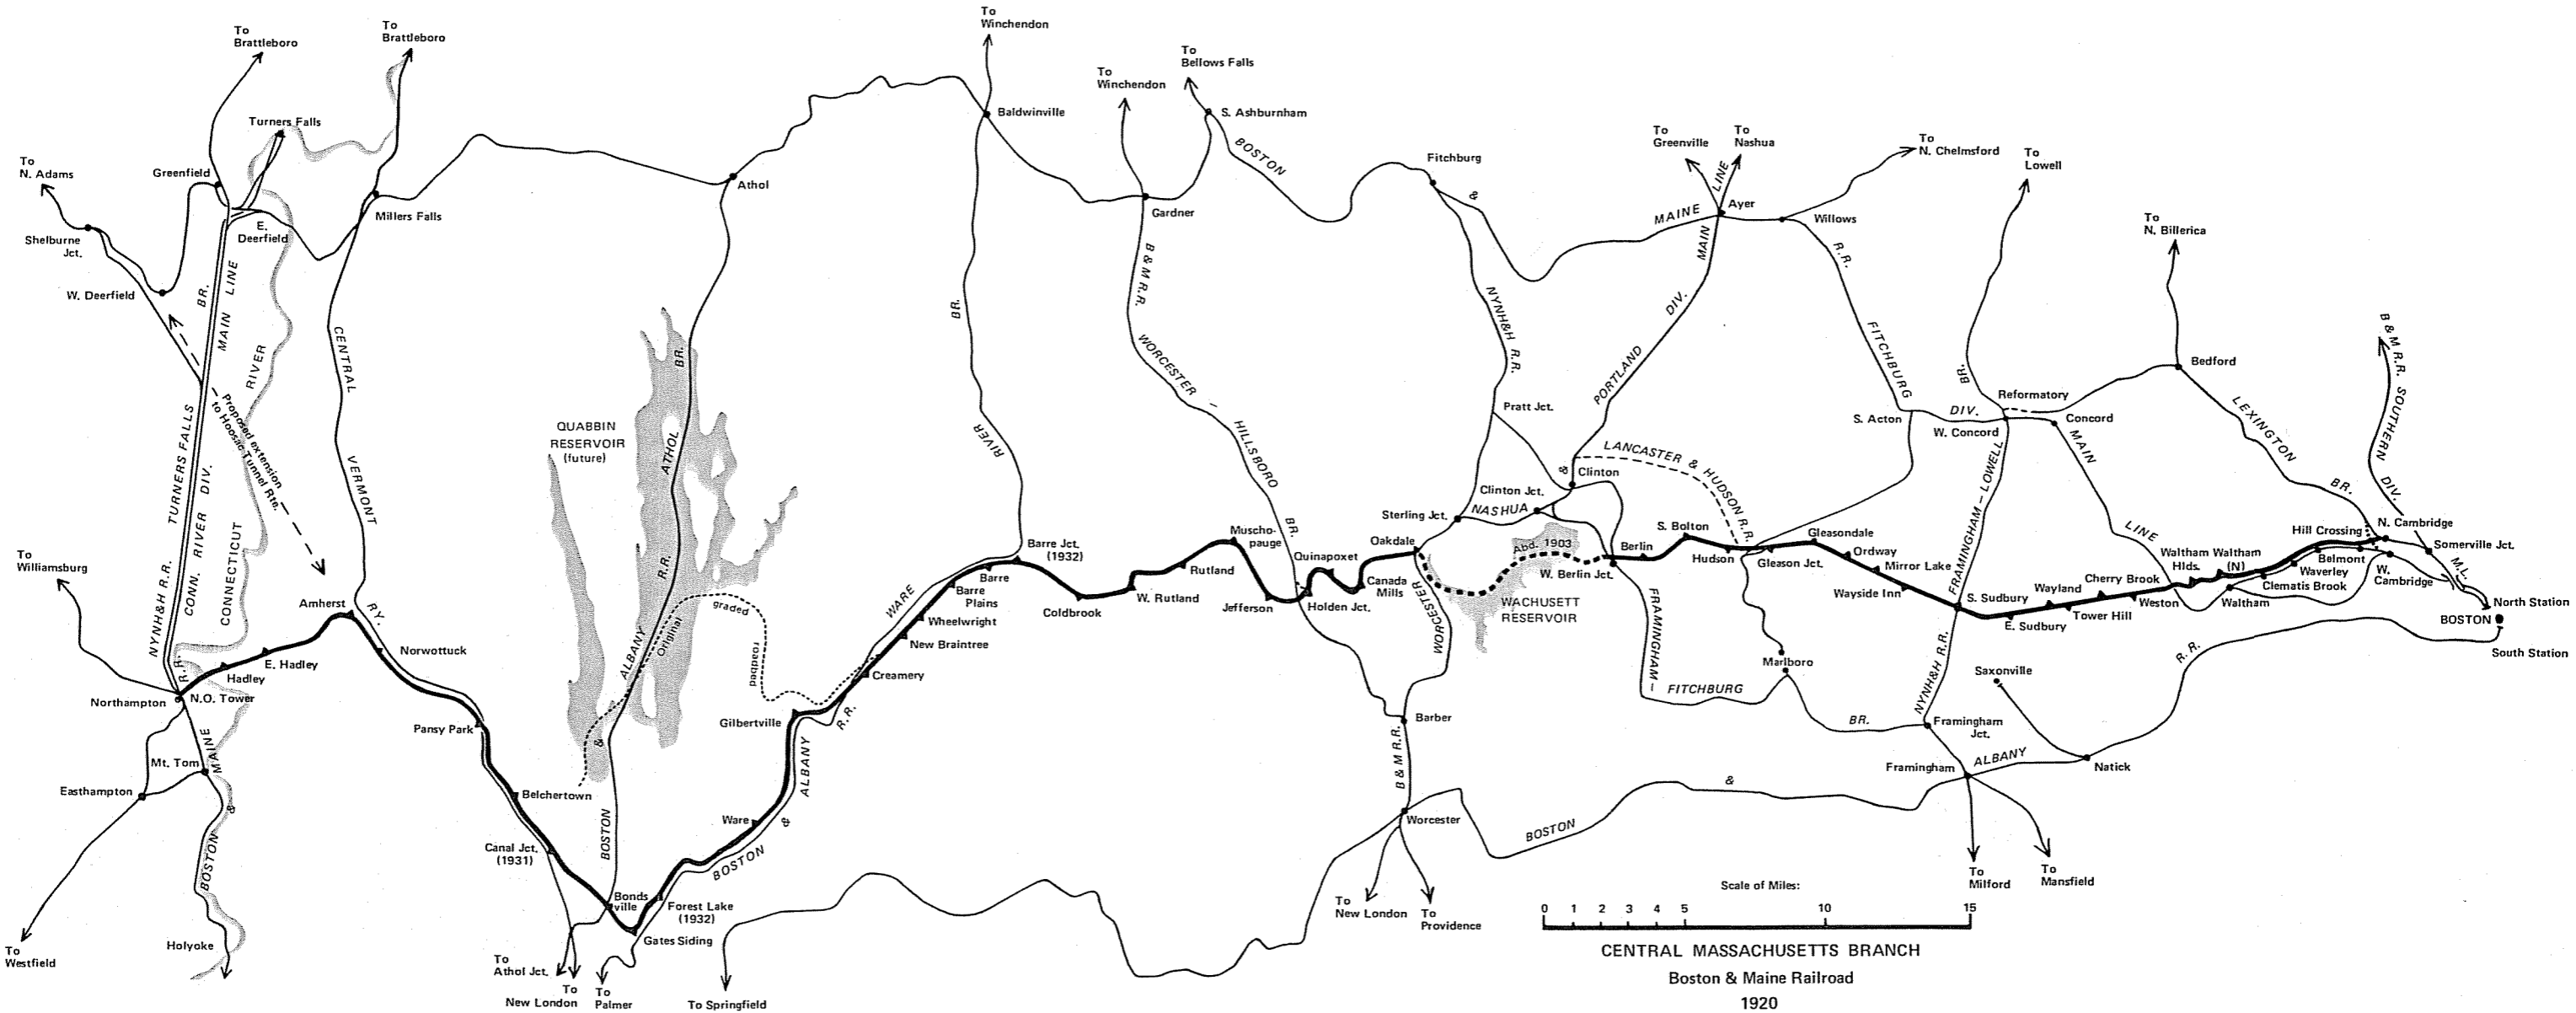 To
Brattleboro
To
Brattleboro
To
Winchendon
To
Winchendon
To
Bellows Falls
Turners Falls
To
N. Adams
Greenfield
Shelburne
Jct.
W. Deerfield
E.
Deerfield
Millers Falls
Athol
Baldwinville
Gardner
S. Ashburnham
BOSTON
&
MAINE
R.R.
Fitchburg
To
Greenville
To
Nashua
MAIN LINE
Ayer
Willows
To
N. Chelmsford
To
Lowell
To
N. Billerica
B & M R.R. SOUTHERN DIV.
TURNERS FALLS BR.
CONN. RIVER DIV. MAIN LINE
NYNH&H R.R.
CONNECTICUT RIVER
Proposed extension
to Hoosac Tunnel Rte.
CENTRAL VERMONT RY.
QUABBIN
RESERVOIR
(future)
BOSTON & ALBANY R.R. ATHOL BR.
Original
graded
roadbed
WARE RIVER BR.
B & M R.R. WORCESTER – HILLSBORO BR.
NYNH&H R.R.
Pratt Jct.
WORCESTER NASHUA & PORTLAND DIV.
LANCASTER & HUDSON R.R.
FITCHBURG DIV.
S. Acton
W. Concord
Reformatory
Concord
MAIN LINE
Bedford
LEXINGTON BR.
Clinton
Clinton Jct.
Sterling Jct.
Oakdale
Abd. 1903
WACHUSETT
RESERVOIR
W. Berlin Jct.
Berlin
S. Bolton
Hudson
Gleason Jct.
Gleasondale
Ordway
Mirror Lake
Wayside Inn
FRAMINGHAM – LOWELL BR.
NYNH&H R.R.
S. Sudbury
E. Sudbury
Wayland
Tower Hill
Cherry Brook
Weston
Waltham
Hlds.
Waltham
(N)
Waltham
Clematis Brook
Waverley
Belmont
Hill Crossing
N. Cambridge
W.
Cambridge
Somerville Jct.
M.L.
North Station
BOSTON
South Station
To
Williamsburg
Northampton
N.O. Tower
Hadley
E. Hadley
Amherst
Norwottuck
Pansy Park
Belchertown
Canal Jct.
(1931)
Bonds
ville
Gates Siding
Forest Lake
(1932)
Ware
Gilbertville
Creamery
New Braintree
Wheelwright
Barre
Plains
Barre
Barre Jct.
(1932)
Coldbrook
W. Rutland
Rutland
Muscho-
pauge
Jefferson
Holden Jct.
Quinapoxet
Canada
Mills
BOSTON & ALBANY R.R.
Mt. Tom
Easthampton
BOSTON & MAINE R.R.
Holyoke
To
Westfield
To
Athol Jct.
To
New London
To
Palmer
To Springfield
Barber
B & M R.R.
Worcester
To
New London
To
Providence
BOSTON & ALBANY R.R.
FRAMINGHAM – FITCHBURG BR.
Marlboro
Saxonville
Framingham
Jct.
Framingham
Natick
To
Milford
To
Mansfield
Scale of Miles:
0 1 2 3 4 5 10 15
CENTRAL MASSACHUSETTS BRANCH
Boston & Maine Railroad
1920